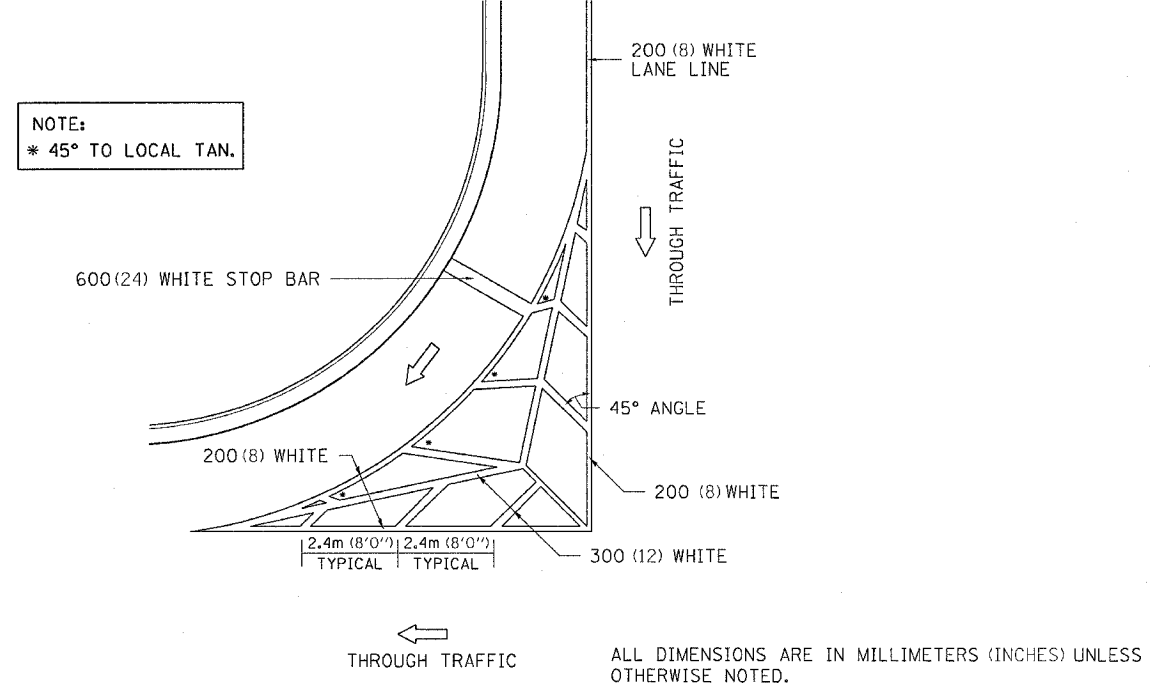 200 (8) WHITE
LANE LINE
NOTE:
* 45° TO LOCAL TAN.
THROUGH TRAFFIC
600 (24) WHITE STOP BAR
*
*
45° ANGLE
*
200 (8) WHITE
*
200 (8) WHITE
2.4m (8'0") 2.4m (8'0")
TYPICAL TYPICAL
300 (12) WHITE
THROUGH TRAFFIC
ALL DIMENSIONS ARE IN MILLIMETERS (INCHES) UNLESS
OTHERWISE NOTED.